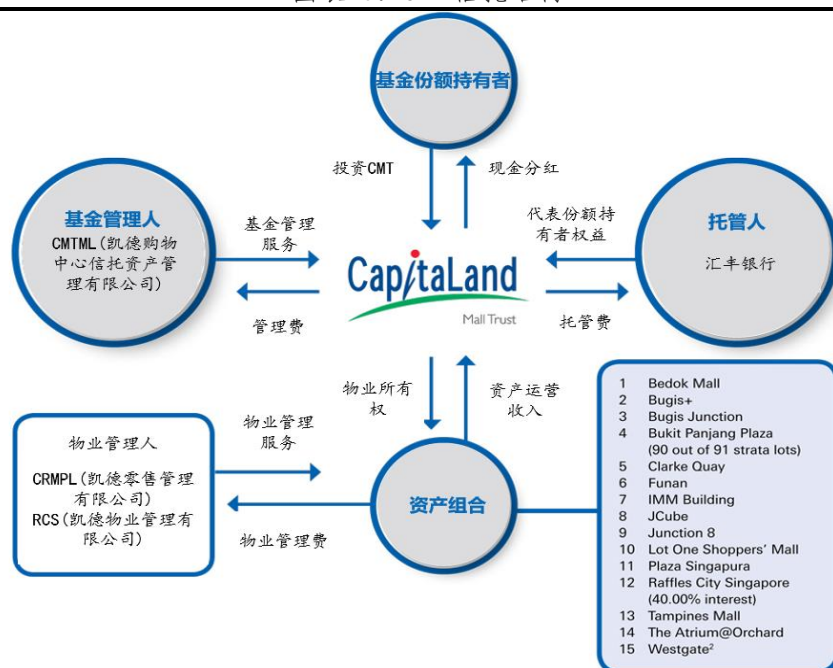 基金份额持有者
投资CMT
现金分红
基金管理人
CMTML(凯德购物
中心信托资产管
理有限公司)
基金管理
服务
管理费
CapitaLand
Mall Trust
代表份额持
有者权益
托管费
托管人
汇丰银行
物业所有
权
资产运营
收入
物业管理人
CRMPL(凯德零售管理
有限公司)
RCS(凯德物业管理有
限公司)
物业管理
服务
物业管理费
资产组合
1 Bedok Mall
2 Bugis+
3 Bugis Junction
4 Bukit Panjang Plaza
(90 out of 91 strata lots)
5 Clarke Quay
6 Funan
7 IMM Building
8 JCube
9 Junction 8
10 Lot One Shoppers' Mall
11 Plaza Singapura
12 Raffles City Singapore
(40.00% interest)
13 Tampines Mall
14 The Atrium@Orchard
15 Westgate²